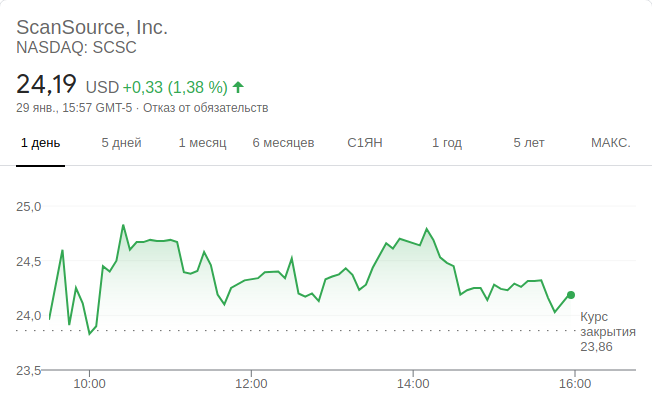 ScanSource, Inc.
NASDAQ: SCSC
24,19 USD +0,33 (1,38 %)
29 янв., 15:57 GMT-5 · Отказ от обязательств
1 день 5 дней 1 месяц 6 месяцев С1ЯН 1 год 5 лет МАКС.
25,0
24,5
24,0
Курс
закрытия
23,86
23,5
10:00 12:00 14:00 16:00